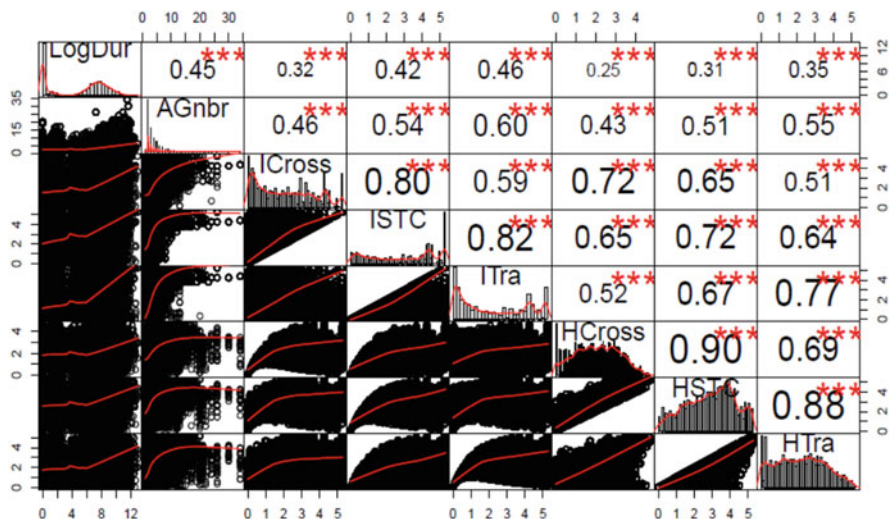 0 10 20 30
0 1 2 3 4 5
0 1 2 3 4
0 1 2 3 4 5
LogDur 0.45 *** 0.32 *** 0.42 *** 0.46 *** 0.25 *** 0.31 *** 0.35 *** 0 4 8 12
0 15 35 AGnbr 0.46 *** 0.54 *** 0.60 *** 0.43 *** 0.51 *** 0.55 ***
ICross 0.80 *** 0.59 *** 0.72 *** 0.65 *** 0.51 *** 0 2 4
0 2 4 ISTC 0.82 *** 0.65 *** 0.72 *** 0.64 ***
ITra 0.52 *** 0.67 *** 0.77 *** 0 2 4
0 2 4 HCross 0.90 *** 0.69 ***
HSTC 0.88 *** 0 2 4
0 2 4 HTra
0 4 8 12
0 1 2 3 4 5
0 1 2 3 4 5
0 1 2 3 4 5